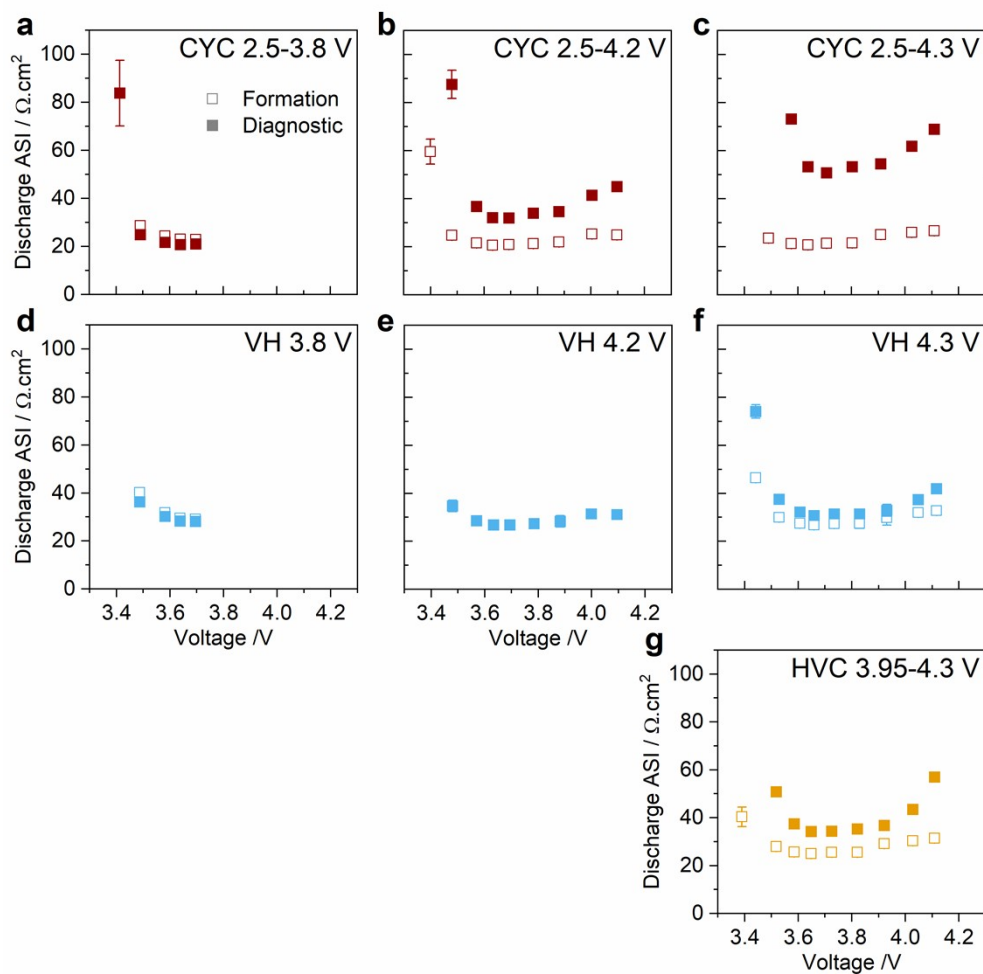 a
CYC 2.5-3.8 V
b
CYC 2.5-4.2 V
c
CYC 2.5-4.3 V
Discharge ASI / Ω.cm²
100
80
60
40
20
0
Formation
Diagnostic
d
VH 3.8 V
e
VH 4.2 V
f
VH 4.3 V
Discharge ASI / Ω.cm²
100
80
60
40
20
0
3.4 3.6 3.8 4.0 4.2
Voltage /V
3.4 3.6 3.8 4.0 4.2
Voltage /V
g
HVC 3.95-4.3 V
Discharge ASI / Ω.cm²
100
80
60
40
20
0
3.4 3.6 3.8 4.0 4.2
Voltage /V